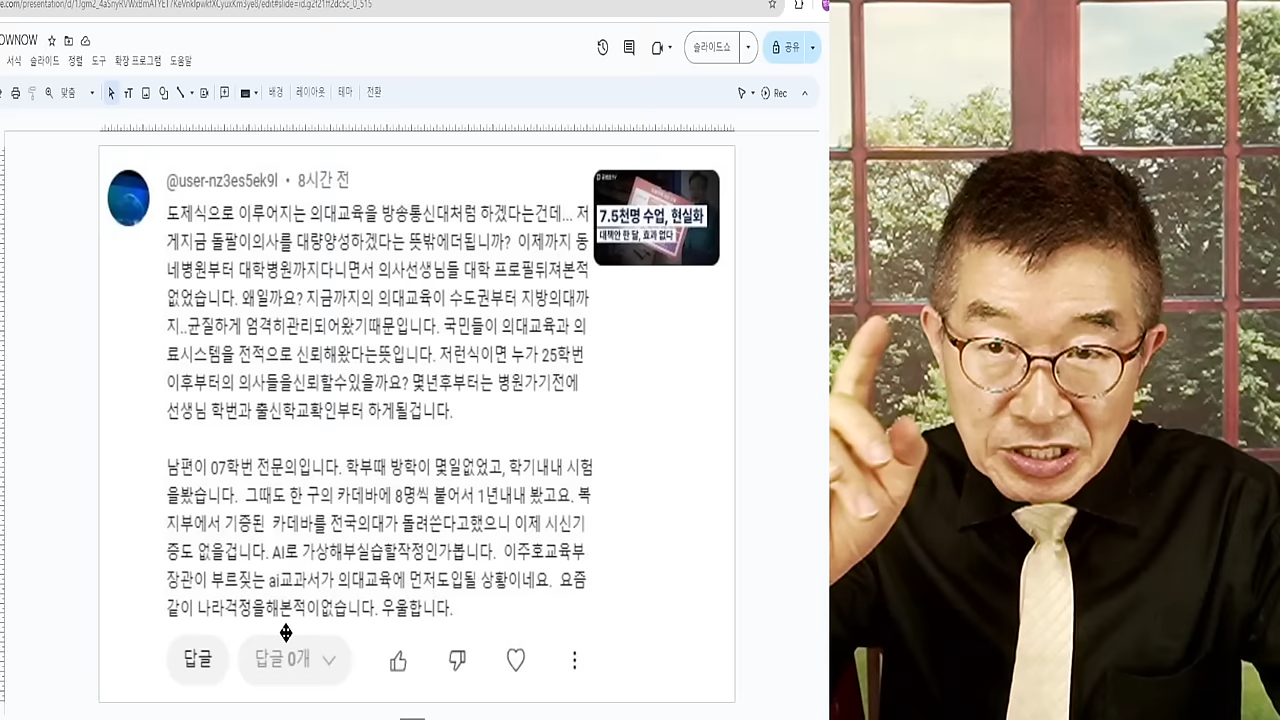 OWNOW
서식 슬라이드 정렬 도구 확장 프로그램 도움말
슬라이드쇼
공유
맞춤
배경 레이아웃 테마 전환
Rec
@user-nz3es5ek9l • 8시간 전
도제식으로 이루어지는 의대교육을 방송통신대처럼 하겠다는건데... 저
게지금 돌팔이의사를 대량양성하겠다는 뜻밖에더됩니까? 이제까지 동
네병원부터 대학병원까지다니면서 의사선생님들 대학 프로필뒤져본적
없었습니다. 왜일까요? 지금까지의 의대교육이 수도권부터 지방의대까
지..균질하게 엄격히관리되어왔기때문입니다. 국민들이 의대교육과 의
료시스템을 전적으로 신뢰해왔다는뜻입니다. 저런식이면 누가 25학번
이후부터의 의사들을신뢰할수있을까요? 몇년후부터는 병원가기전에
선생님 학번과 출신학교확인부터 하게될겁니다.
남편이 07학번 전문의입니다. 학부때 방학이 몇일없었고, 학기내내 시험
을봤습니다. 그때도 한 구의 카데바에 8명씩 붙어서 1년내내 봤고요. 복
지부에서 기증된 카데바를 전국의대가 돌려쓴다고했으니 이제 시신기
증도 없을겁니다. AI로 가상해부실습할작정인가봅니다. 이주호교육부
장관이 부르짖는 ai교과서가 의대교육에 먼저도입될 상황이네요. 요즘
같이 나라걱정을해본적이없습니다. 우울합니다.
7.5천명 수업, 현실화
대책안 한 달, 효과 없다
답글
답글 0개